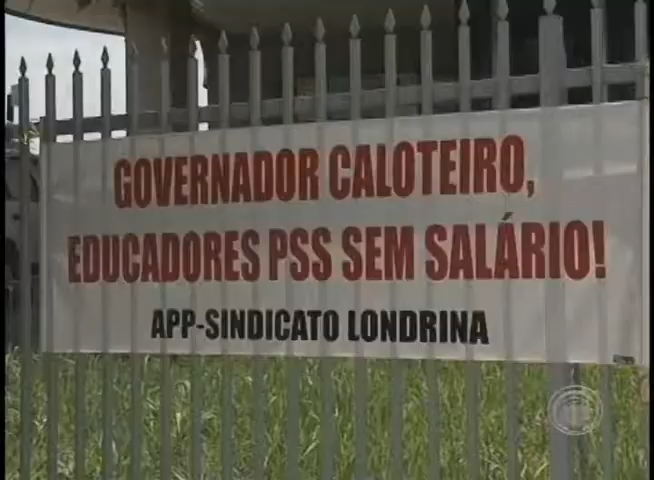 GOVERNADOR CALOTEIRO,
EDUCADORES PSS SEM SALÁRIO!
APP-SINDICATO LONDRINA